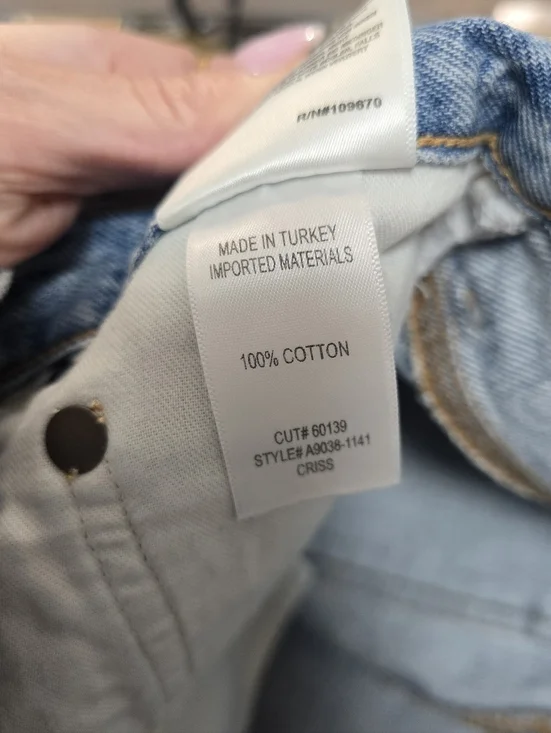 R/N#109670
MADE IN TURKEY
IMPORTED MATERIALS
100% COTTON
CUT# 60139
STYLE# A9038-1141
CRISS